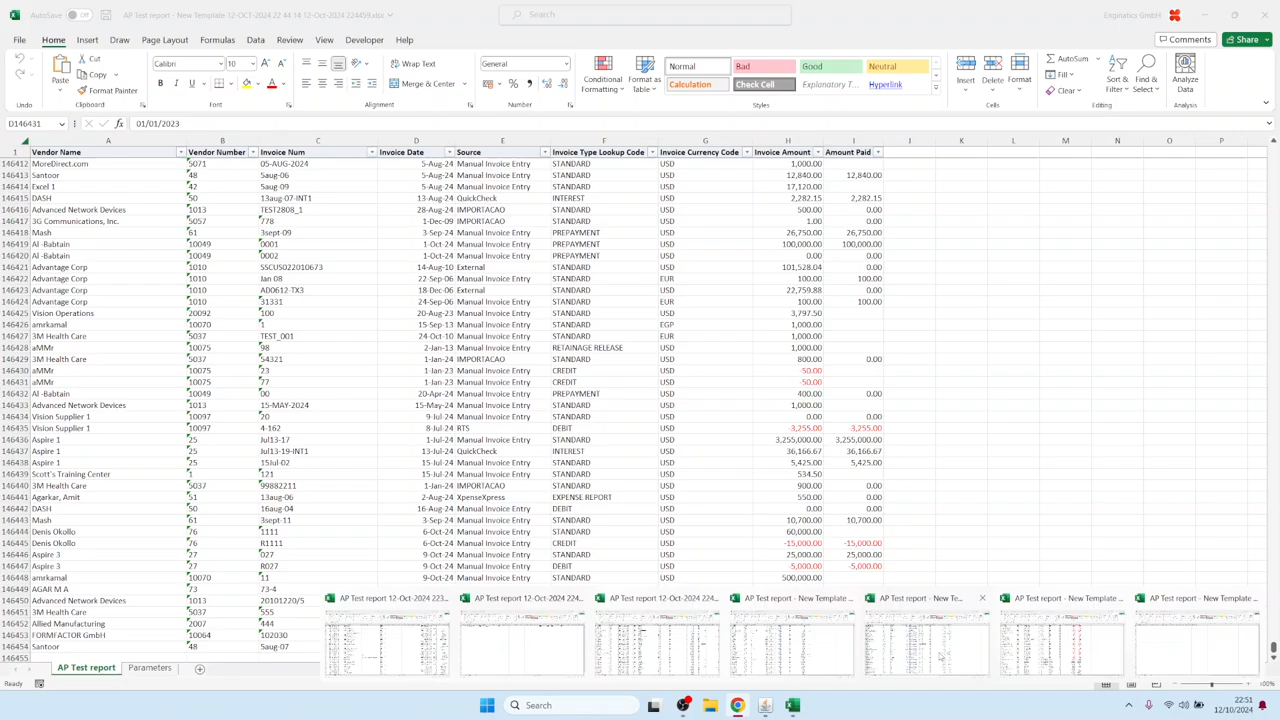 AutoSave Off AP Test report - New Template 12-OCT-2024 22 44 14 12-Oct-2024 224459.xlsx Search Enginatics GmbH
File Home Insert Draw Page Layout Formulas Data Review View Developer Help Comments Share
Paste Cut Copy Format Painter Calibri 10 B I U Wrap Text Merge & Center General Conditional Formatting Format as Table Normal Bad Good Neutral Insert Delete Format AutoSum Fill Clear Sort & Filter Find & Select Analyze Data
Calculation Check Cell Explanatory T... Hyperlink
Undo Clipboard Font Alignment Number Styles Cells Editing Analysis
D146431 fx 01/01/2023
A B C D E F G H I J K L M N O P
1 Vendor Name Vendor Number Invoice Num Invoice Date Source Invoice Type Lookup Code Invoice Currency Code Invoice Amount Amount Paid
146412 MoreDirect.com 5071 05-AUG-2024 5-Aug-24 Manual Invoice Entry STANDARD USD 1,000.00
146413 Santoor 48 5aug-06 5-Aug-24 Manual Invoice Entry STANDARD USD 12,840.00 12,840.00
146414 Excel 1 42 5aug-09 5-Aug-24 Manual Invoice Entry STANDARD USD 17,120.00
146415 DASH 50 13aug-07-INT1 13-Aug-24 QuickCheck INTEREST USD 2,282.15 2,282.15
146416 Advanced Network Devices 1013 TEST2808_1 28-Aug-24 IMPORTACAO STANDARD USD 500.00 0.00
146417 3G Communications, Inc. 5057 778 1-Dec-09 IMPORTACAO STANDARD USD 1.00 0.00
146418 Mash 61 3sept-09 3-Sep-24 Manual Invoice Entry PREPAYMENT USD 26,750.00 26,750.00
146419 Al -Babtain 10049 0001 1-Oct-24 Manual Invoice Entry PREPAYMENT USD 100,000.00 100,000.00
146420 Al -Babtain 10049 0002 1-Oct-24 Manual Invoice Entry PREPAYMENT USD 0.00 0.00
146421 Advantage Corp 1010 SSCUS022010673 14-Aug-10 External STANDARD USD 101,528.04 0.00
146422 Advantage Corp 1010 Jan 08 22-Sep-06 Manual Invoice Entry STANDARD EUR 100.00 100.00
146423 Advantage Corp 1010 AD0612-TX3 18-Dec-06 External STANDARD USD 22,759.88 0.00
146424 Advantage Corp 1010 31331 24-Sep-06 Manual Invoice Entry STANDARD EUR 100.00 100.00
146425 Vision Operations 20092 100 20-Aug-23 Manual Invoice Entry STANDARD USD 3,797.50
146426 amrkamal 10070 1 15-Sep-13 Manual Invoice Entry STANDARD EGP 1,000.00
146427 3M Health Care 5037 TEST_001 24-Oct-10 Manual Invoice Entry STANDARD EUR 1,000.00
146428 aMMr 10075 98 2-Jan-13 Manual Invoice Entry RETAINAGE RELEASE USD 1,000.00
146429 3M Health Care 5037 54321 1-Jan-24 IMPORTACAO STANDARD USD 800.00 0.00
146430 aMMr 10075 23 1-Jan-23 Manual Invoice Entry CREDIT USD -50.00
146431 aMMr 10075 77 1-Jan-23 Manual Invoice Entry CREDIT USD -50.00
146432 Al -Babtain 10049 00 20-Apr-24 Manual Invoice Entry PREPAYMENT USD 400.00 0.00
146433 Advanced Network Devices 1013 15-MAY-2024 15-May-24 Manual Invoice Entry STANDARD USD 1,000.00
146434 Vision Supplier 1 10097 20 9-Jul-24 Manual Invoice Entry STANDARD USD 0.00 0.00
146435 Vision Supplier 1 10097 4-162 8-Jul-24 RTS DEBIT USD -3,255.00 -3,255.00
146436 Aspire 1 25 Jul13-17 1-Jul-24 Manual Invoice Entry STANDARD USD 3,255,000.00 3,255,000.00
146437 Aspire 1 25 Jul13-19-INT1 13-Jul-24 QuickCheck INTEREST USD 36,166.67 36,166.67
146438 Aspire 1 25 15Jul-02 15-Jul-24 Manual Invoice Entry STANDARD USD 5,425.00 5,425.00
146439 Scott's Training Center 1 121 15-Jul-24 Manual Invoice Entry STANDARD USD 534.50
146440 3M Health Care 5037 99882211 1-Jan-24 IMPORTACAO STANDARD USD 900.00 0.00
146441 Agarkar, Amit 51 13aug-06 2-Aug-24 XpenseXpress EXPENSE REPORT USD 550.00 0.00
146442 DASH 50 16aug-04 16-Aug-24 Manual Invoice Entry DEBIT USD 0.00 0.00
146443 Mash 61 3sept-11 3-Sep-24 Manual Invoice Entry STANDARD USD 10,700.00 10,700.00
146444 Denis Okollo 76 1111 6-Oct-24 Manual Invoice Entry STANDARD USD 60,000.00
146445 Denis Okollo 76 R1111 6-Oct-24 Manual Invoice Entry CREDIT USD -15,000.00 -15,000.00
146446 Aspire 3 27 027 9-Oct-24 Manual Invoice Entry STANDARD USD 25,000.00 25,000.00
146447 Aspire 3 27 R027 9-Oct-24 Manual Invoice Entry DEBIT USD -5,000.00 -5,000.00
146448 amrkamal 10070 11 9-Oct-24 Manual Invoice Entry STANDARD USD 500,000.00
146449 AGAR M A 73 73-4
146450 Advanced Network Devices 1013 20101220/5
146451 3M Health Care 5037 555
146452 Allied Manufacturing 2007 444
146453 FORMFACTOR GmbH 10064 102030
146454 Santoor 48 5aug-07
146455
AP Test report 12-Oct-2024 223... AP Test report 12-Oct-2024 224... AP Test report 12-Oct-2024 224... AP Test report - New Template ... AP Test report - New Te... AP Test report - New Template ... AP Test report - New Template ...
AP Test report Parameters
Ready 100%
Search 22:51
12/10/2024